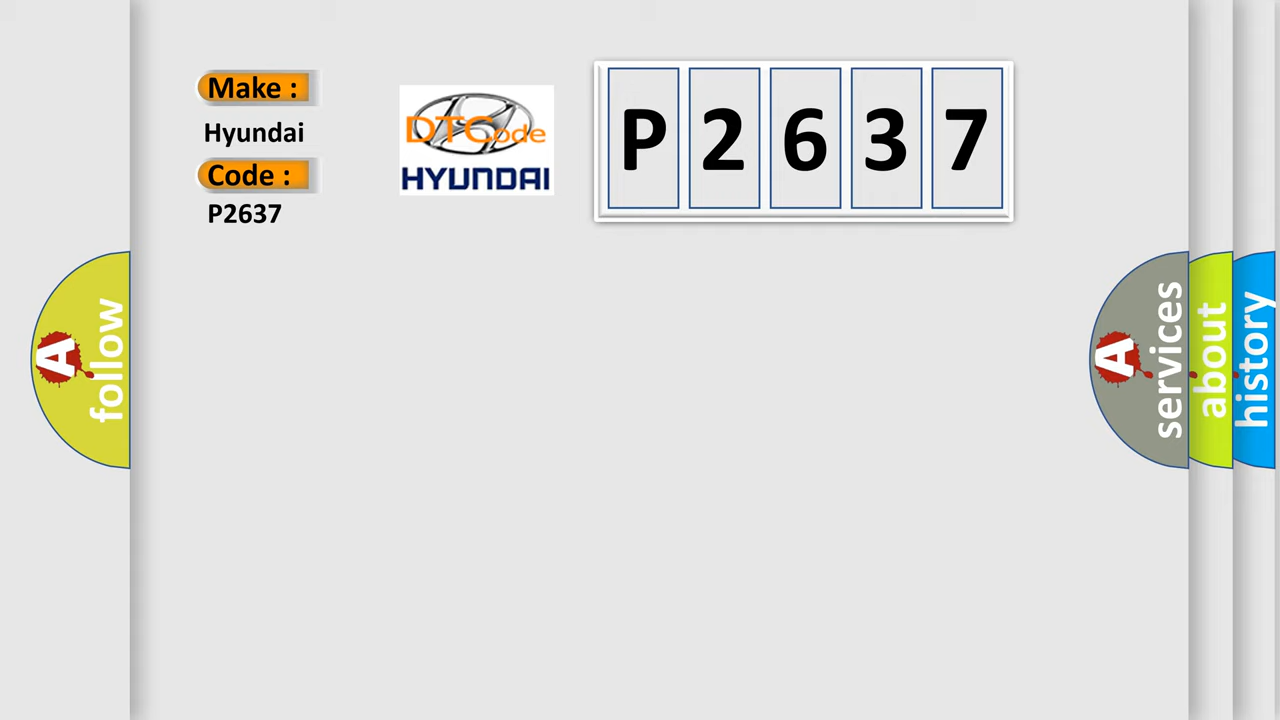 Make :
Hyundai
Code :
P2637
DTCode
HYUNDAI
P 2 6 3 7
A follow
A services
about
history